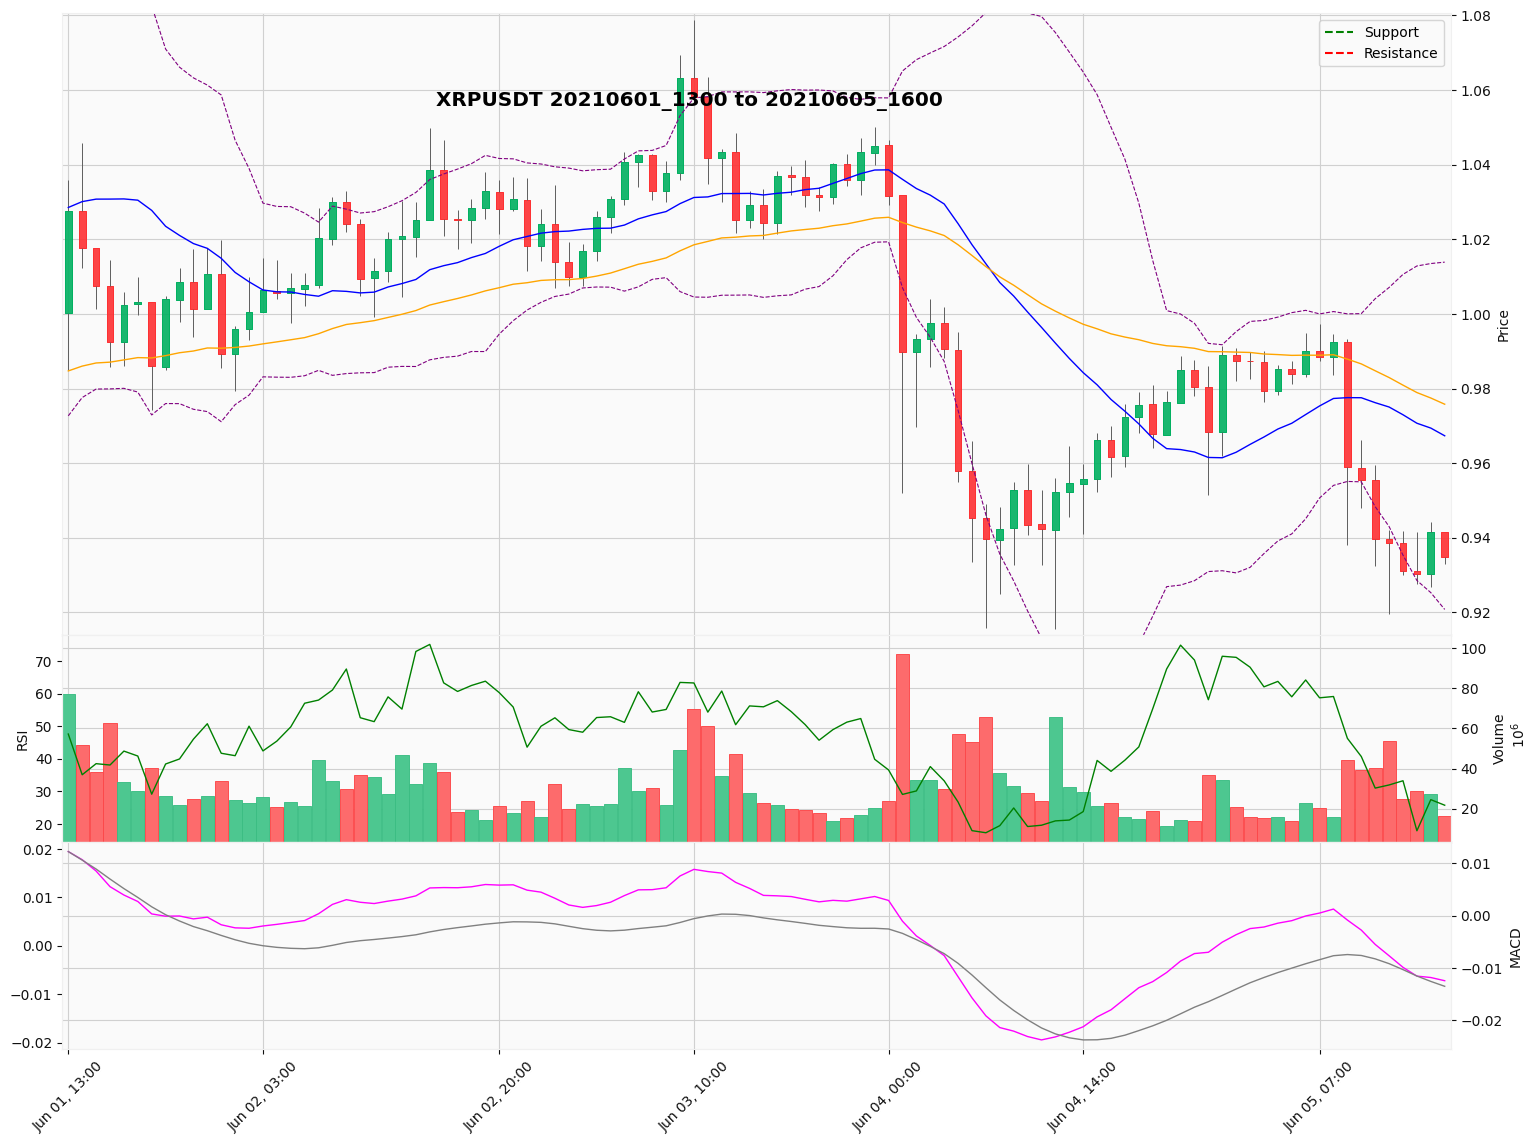 XRPUSDT 20210601_1300 to 20210605_1600
Support
Resistance
1.08
1.06
1.04
1.02
1.00
0.98
0.96
0.94
0.92
Price
70
60
50
40
30
20
RSI
100
80
60
40
20
Volume
10^6
0.02
0.01
0.00
−0.01
−0.02
0.01
0.00
−0.01
−0.02
MACD
Jun 01, 13:00
Jun 02, 03:00
Jun 02, 20:00
Jun 03, 10:00
Jun 04, 00:00
Jun 04, 14:00
Jun 05, 07:00